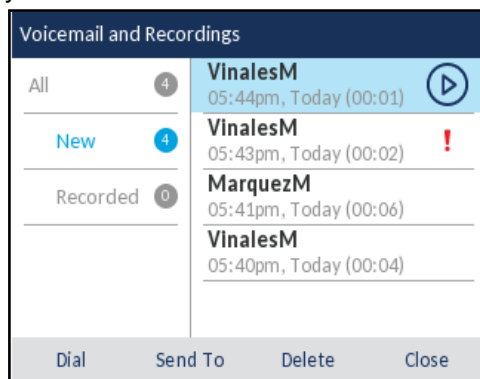 Voicemail and Recordings
All 4
New 4
Recorded 0
VinalesM
05:44pm, Today (00:01)
VinalesM
05:43pm, Today (00:02) !
MarquezM
05:41pm, Today (00:06)
VinalesM
05:40pm, Today (00:04)
Dial Send To Delete Close